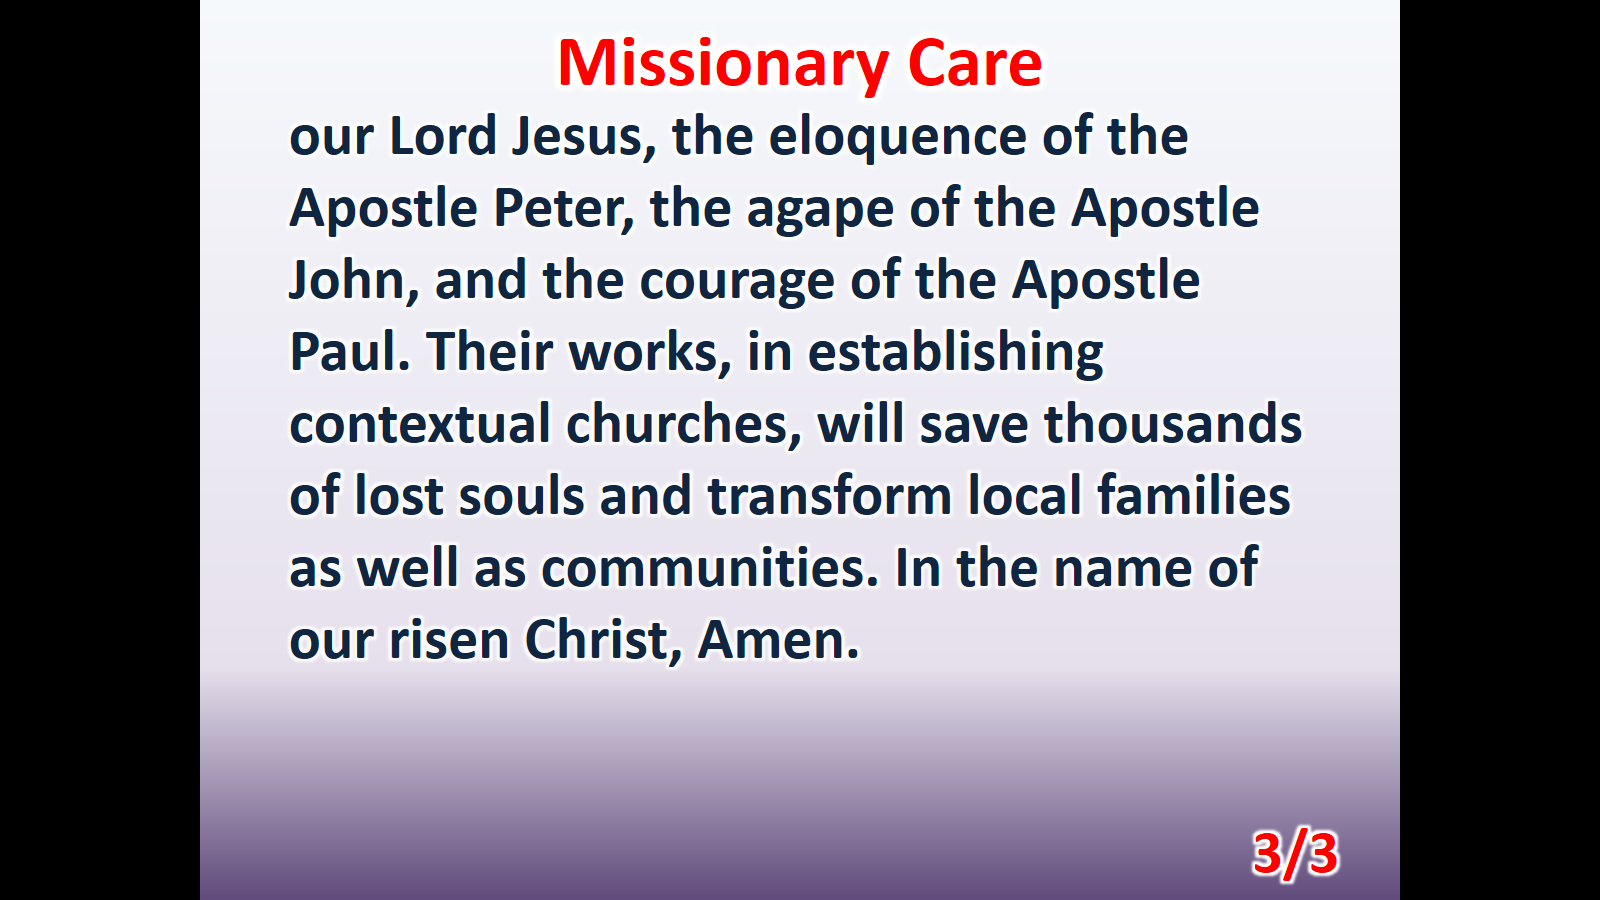 Missionary Care
our Lord Jesus, the eloquence of the
Apostle Peter, the agape of the Apostle
John, and the courage of the Apostle
Paul. Their works, in establishing
contextual churches, will save thousands
of lost souls and transform local families
as well as communities. In the name of
our risen Christ, Amen.
3/3